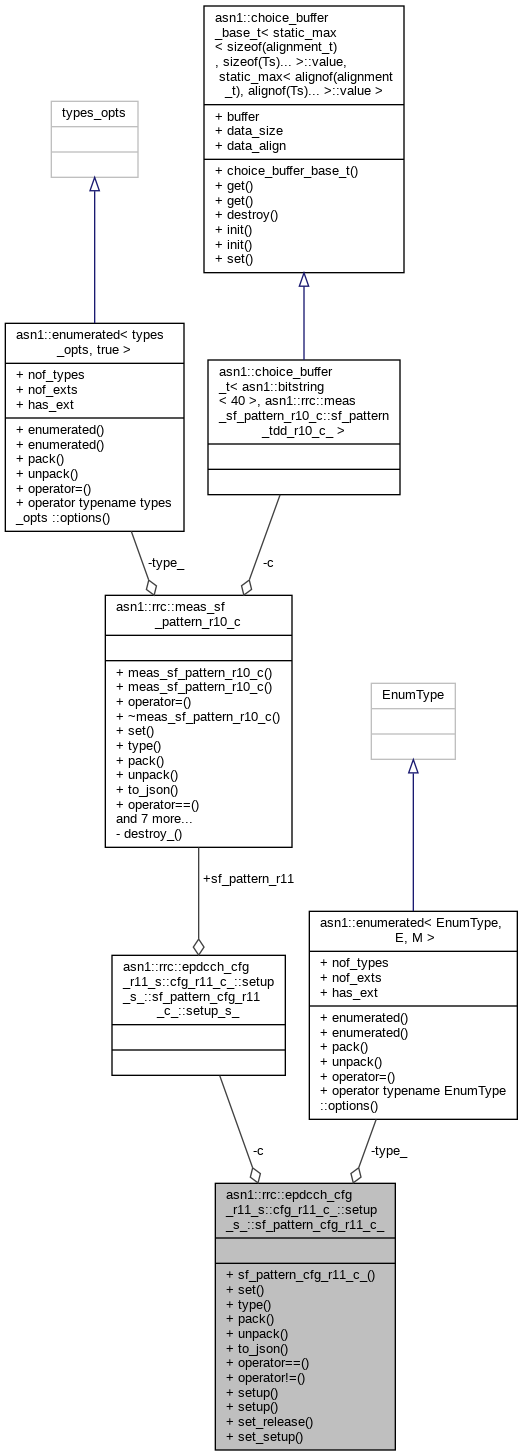 asn1::choice_buffer
_base_t< static_max
< sizeof(alignment_t)
, sizeof(Ts)... >::value,
static_max< alignof(alignment
_t), alignof(Ts)... >::value >
+ buffer
+ data_size
+ data_align
+ choice_buffer_base_t()
+ get()
+ get()
+ destroy()
+ init()
+ init()
+ set()
types_opts
asn1::enumerated< types
_opts, true >
+ nof_types
+ nof_exts
+ has_ext
+ enumerated()
+ enumerated()
+ pack()
+ unpack()
+ operator=()
+ operator typename types
_opts ::options()
asn1::choice_buffer
_t< asn1::bitstring
< 40 >, asn1::rrc::meas
_sf_pattern_r10_c::sf_pattern
_tdd_r10_c_ >
-type_
-c
asn1::rrc::meas_sf
_pattern_r10_c
+ meas_sf_pattern_r10_c()
+ meas_sf_pattern_r10_c()
+ operator=()
+ ~meas_sf_pattern_r10_c()
+ set()
+ type()
+ pack()
+ unpack()
+ to_json()
+ operator==()
and 7 more...
- destroy_()
EnumType
+sf_pattern_r11
asn1::enumerated< EnumType,
E, M >
+ nof_types
+ nof_exts
+ has_ext
+ enumerated()
+ enumerated()
+ pack()
+ unpack()
+ operator=()
+ operator typename EnumType
::options()
asn1::rrc::epdcch_cfg
_r11_s::cfg_r11_c_::setup
_s_::sf_pattern_cfg_r11
_c_::setup_s_
-c
-type_
asn1::rrc::epdcch_cfg
_r11_s::cfg_r11_c_::setup
_s_::sf_pattern_cfg_r11_c_
+ sf_pattern_cfg_r11_c_()
+ set()
+ type()
+ pack()
+ unpack()
+ to_json()
+ operator==()
+ operator!=()
+ setup()
+ setup()
+ set_release()
+ set_setup()